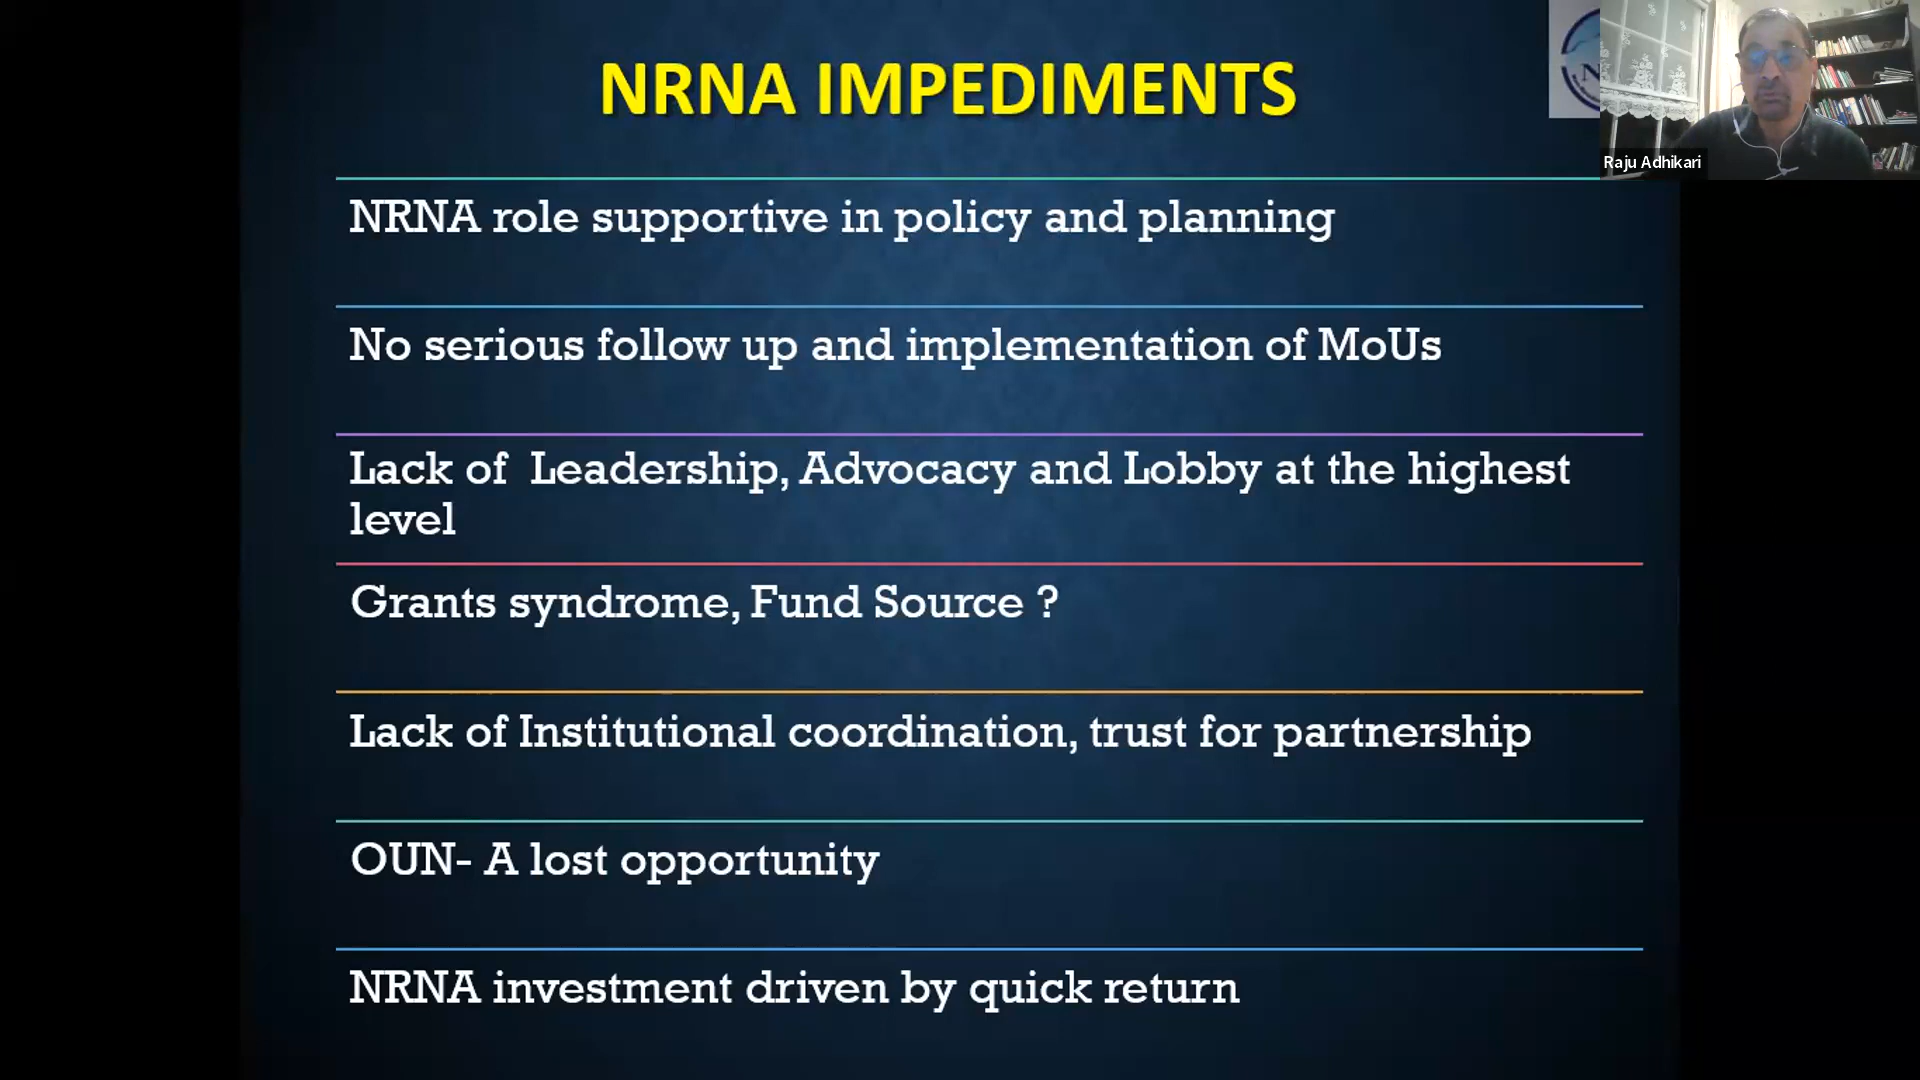 NRNA IMPEDIMENTS
Raju Adhikari
NRNA role supportive in policy and planning
No serious follow up and implementation of MoUs
Lack of Leadership, Advocacy and Lobby at the highest
level
Grants syndrome, Fund Source ?
Lack of Institutional coordination, trust for partnership
OUN- A lost opportunity
NRNA investment driven by quick return